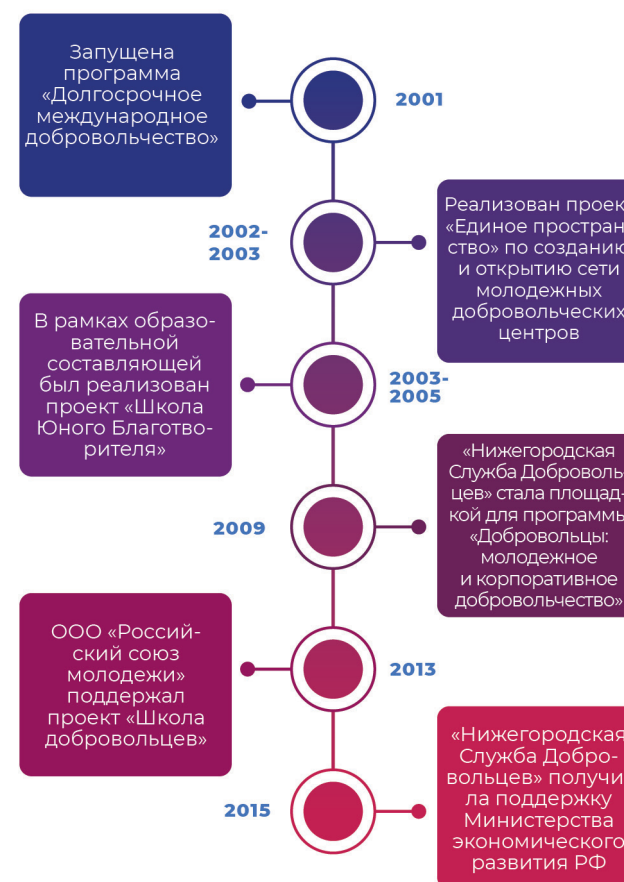 Запущена
программа
«Долгосрочное
международное
добровольчество»
2001
2002-
2003
Реализован проек
«Единое простран
ство» по созданию
и открытию сети
молодежных
добровольческих
центров
В рамках образо-
вательной
составляющей
был реализован
проект «Школа
Юного Благотво-
рителя»
2003-
2005
2009
«Нижегородская
Служба Доброволь-
цев» стала площад-
кой для программы
«Добровольцы:
молодежное
и корпоративное
добровольчество»
ООО «Россий-
ский союз
молодежи»
поддержал
проект «Школа
добровольцев»
2013
2015
«Нижегородская
Служба Добро-
вольцев» получи
ла поддержку
Министерства
экономического
развития РФ